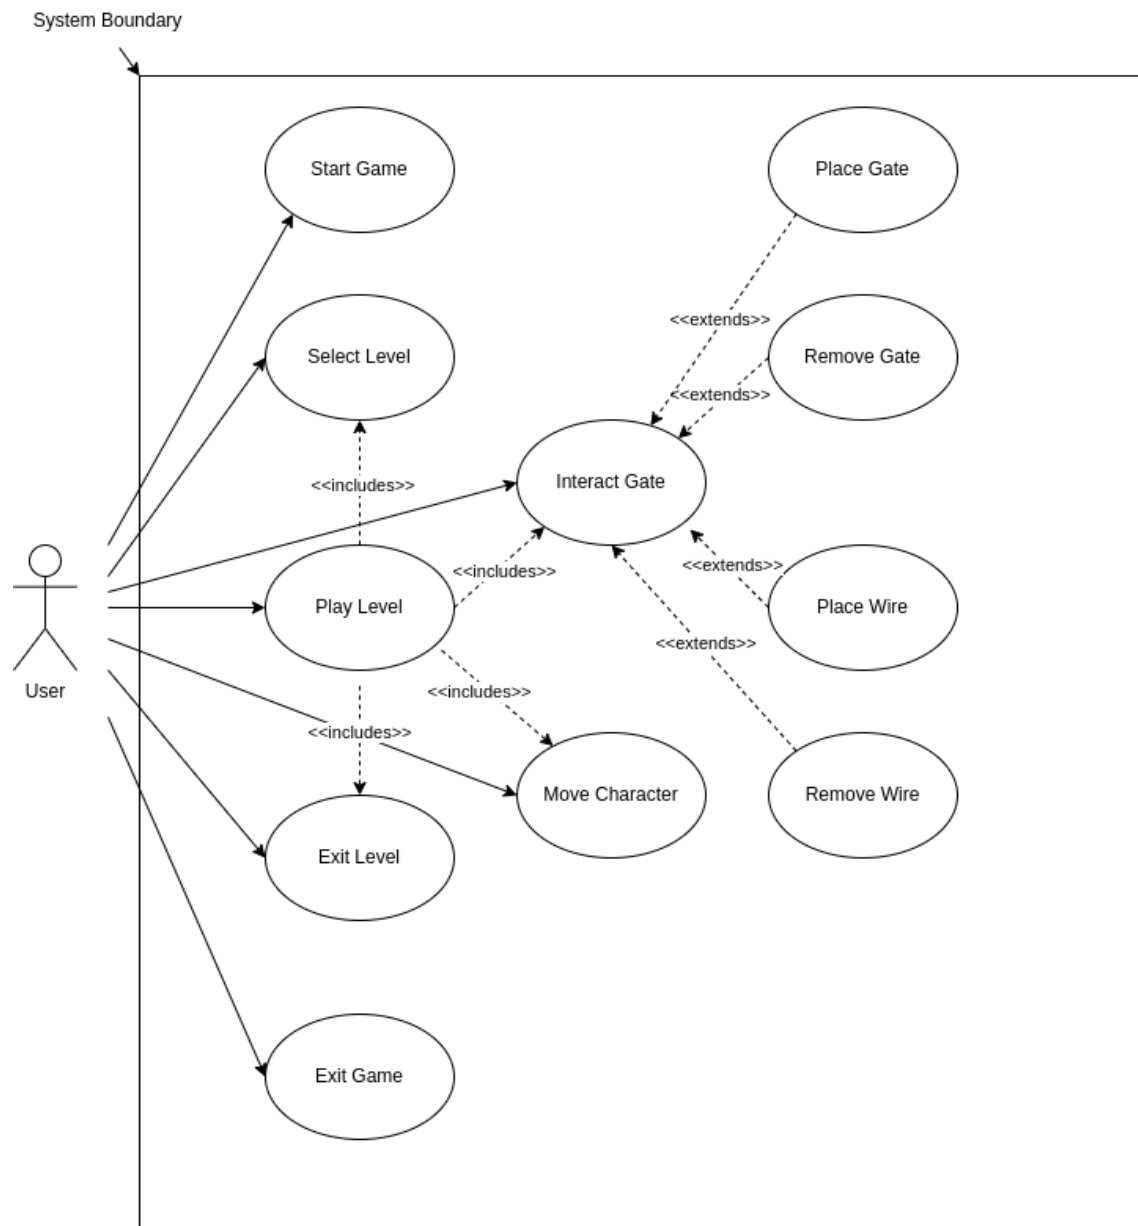 System Boundary
Start Game
Place Gate
<<extends>>
Select Level
Remove Gate
<<extends>>
<<includes>>
Interact Gate
<<includes>>
<<extends>>
Play Level
Place Wire
<<extends>>
User
<<includes>>
<<includes>>
Move Character
Remove Wire
Exit Level
Exit Game